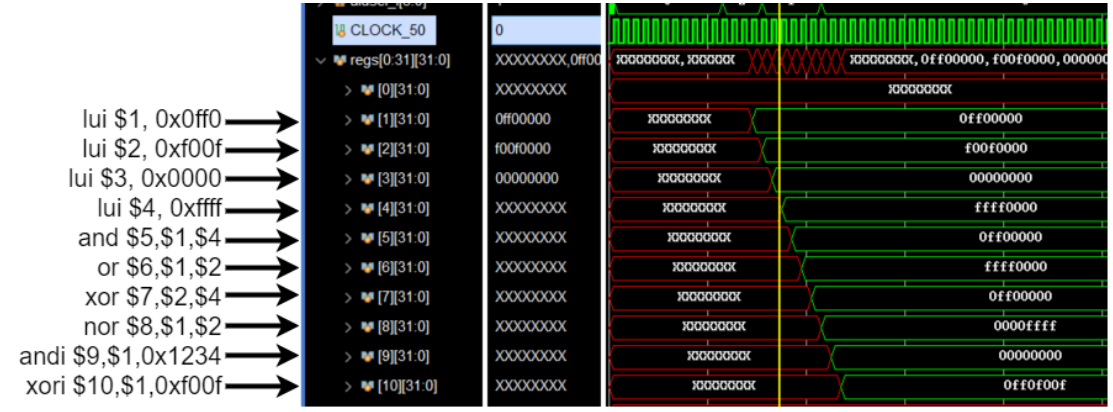 CLOCK_50 0
regs[0:31][31:0] XXXXXXXX,0ff00 XXXXXXXX, XXXXXX XXXXXXXX, 0ff00000, f00f0000, 000000
[0][31:0] XXXXXXXX XXXXXXXX
lui $1, 0x0ff0 [1][31:0] 0ff00000 XXXXXXXX 0ff00000
lui $2, 0xf00f [2][31:0] f00f0000 XXXXXXXX f00f0000
lui $3, 0x0000 [3][31:0] 00000000 XXXXXXXX 00000000
lui $4, 0xffff [4][31:0] XXXXXXXX XXXXXXXX ffff0000
and $5,$1,$4 [5][31:0] XXXXXXXX XXXXXXXX 0ff00000
or $6,$1,$2 [6][31:0] XXXXXXXX XXXXXXXX ffff0000
xor $7,$2,$4 [7][31:0] XXXXXXXX XXXXXXXX 0ff00000
nor $8,$1,$2 [8][31:0] XXXXXXXX XXXXXXXX 0000ffff
andi $9,$1,0x1234 [9][31:0] XXXXXXXX XXXXXXXX 00000000
xori $10,$1,0xf00f [10][31:0] XXXXXXXX XXXXXXXX 0ff0f00f